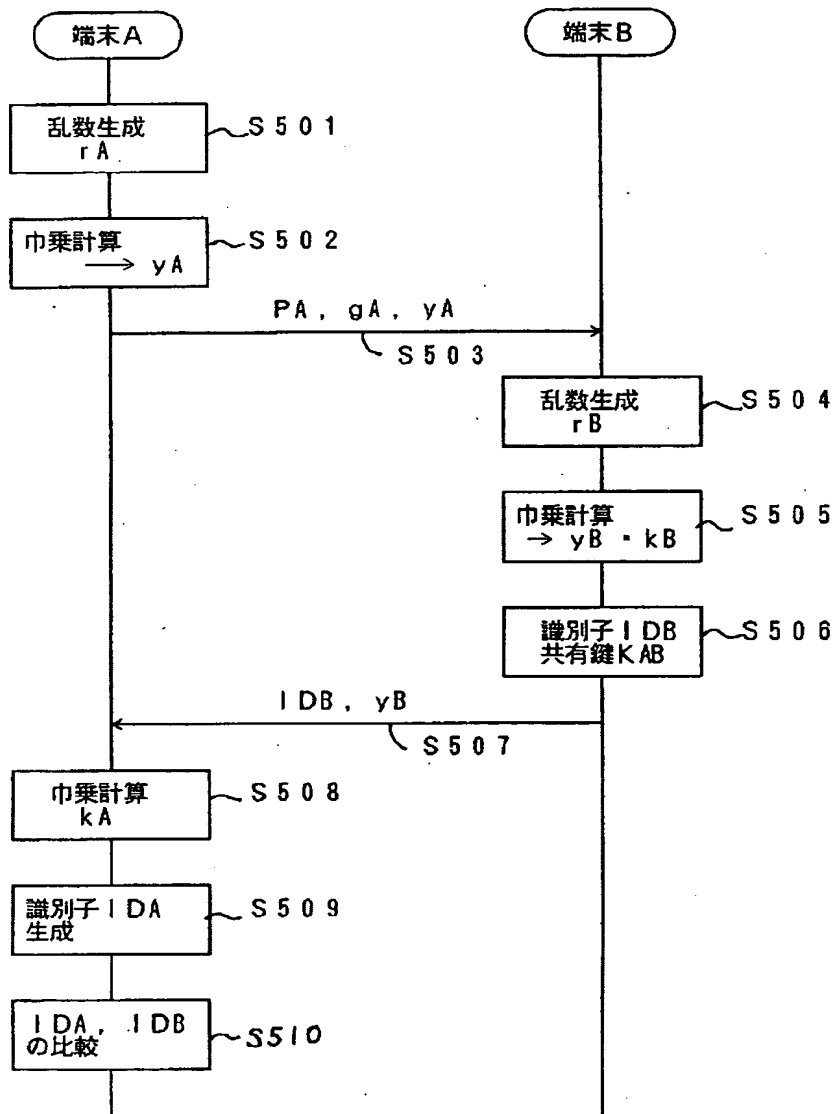 端末A
端末B
乱数生成
rA
S501
巾乗計算
→ yA
S502
PA, gA, yA
S503
乱数生成
rB
S504
巾乗計算
→ yB・kB
S505
識別子IDB
共有鍵KAB
S506
IDB, yB
S507
巾乗計算
kA
S508
識別子IDA
生成
S509
IDA, IDB
の比較
S510